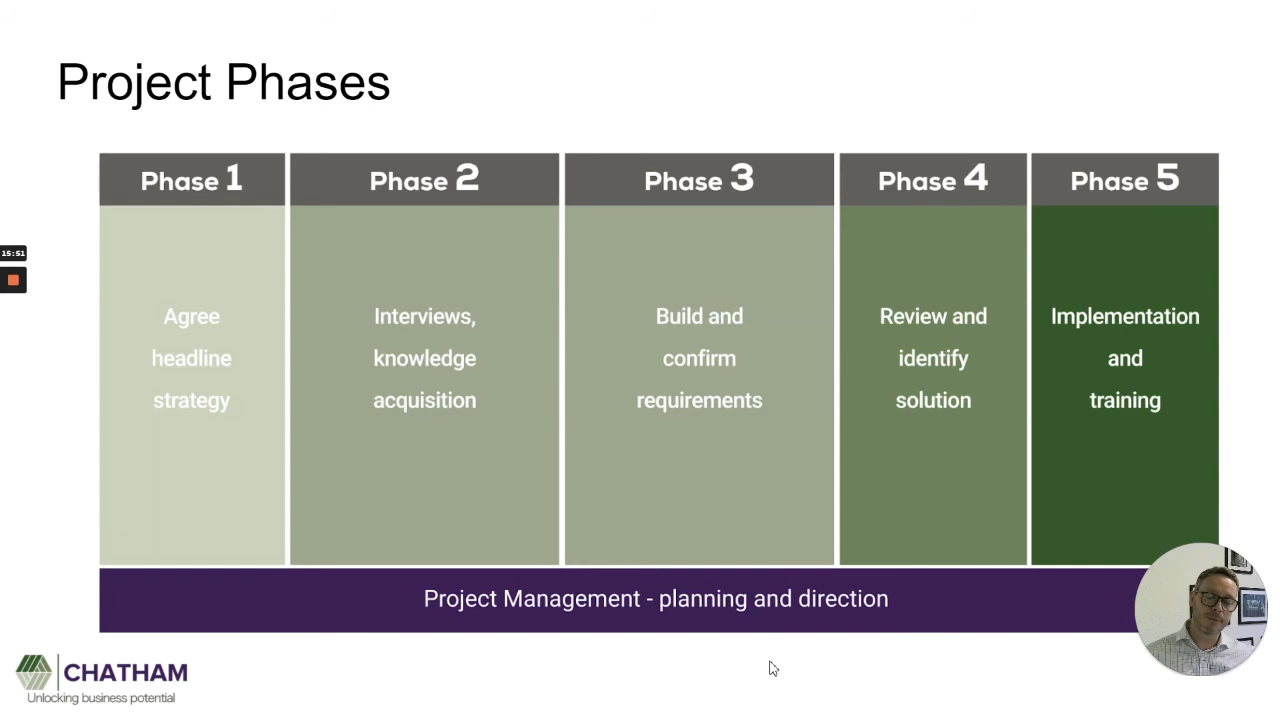 Project Phases
Phase 1
Phase 2
Phase 3
Phase 4
Phase 5
Agree
headline
strategy
Interviews,
knowledge
acquisition
Build and
confirm
requirements
Review and
identify
solution
Implementation
and
training
15:51
Project Management - planning and direction
CHATHAM
Unlocking business potential